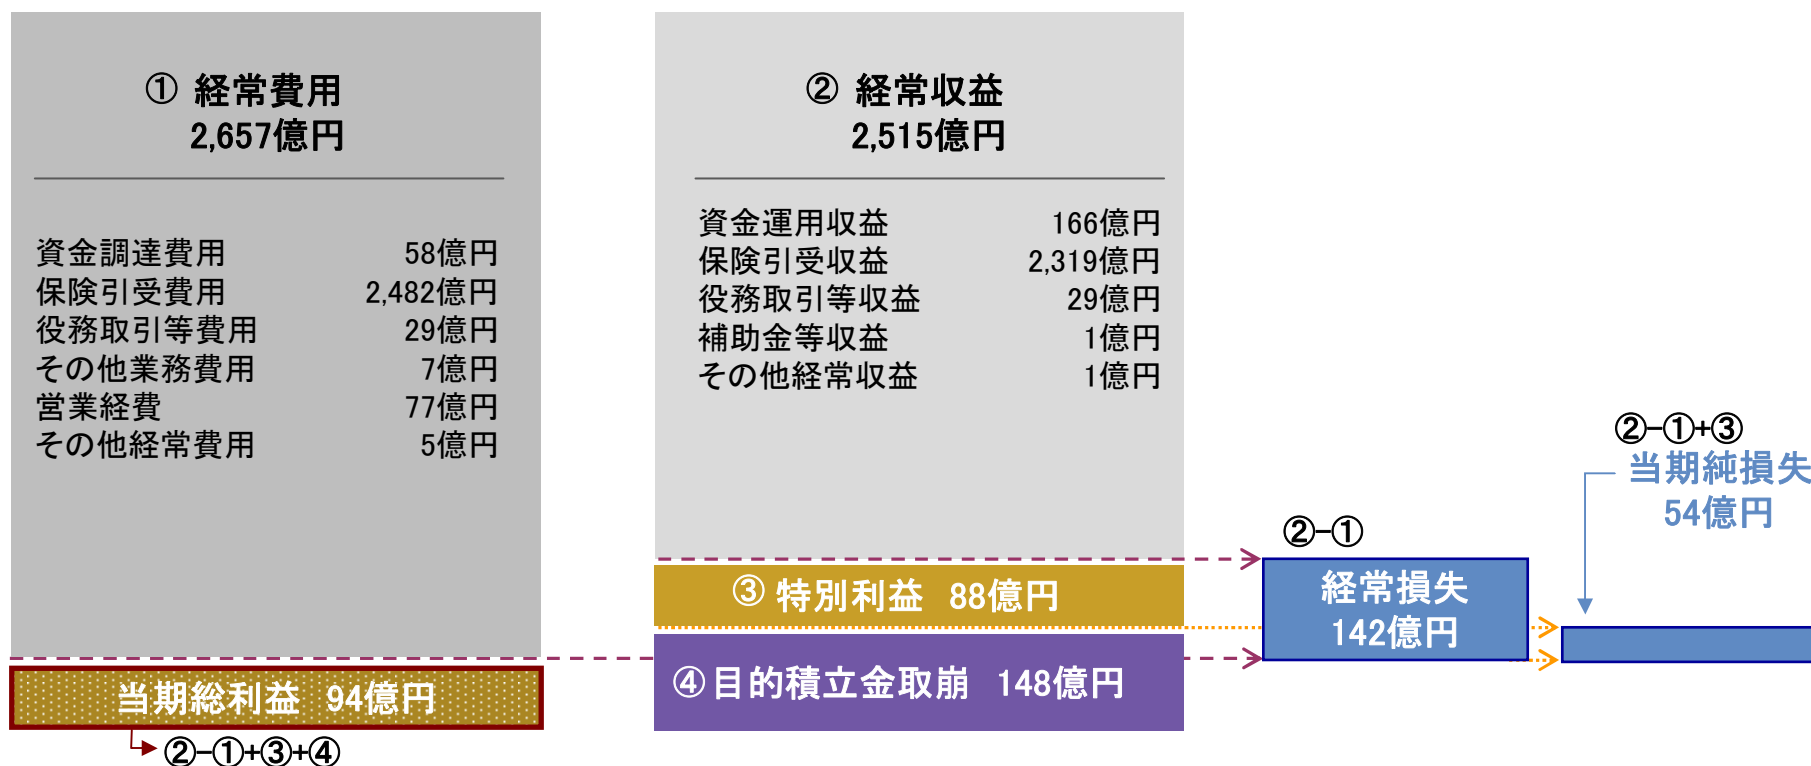 ① 経常費用
2,657億円
資金調達費用 58億円
保険引受費用 2,482億円
役務取引等費用 29億円
その他業務費用 7億円
営業経費 77億円
その他経常費用 5億円
当期総利益 94億円
②-①+③+④
② 経常収益
2,515億円
資金運用収益 166億円
保険引受収益 2,319億円
役務取引等収益 29億円
補助金等収益 1億円
その他経常収益 1億円
③ 特別利益 88億円
④目的積立金取崩 148億円
②-①
経常損失
142億円
②-①+③
当期純損失
54億円